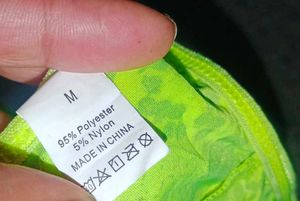 M
95% Polyester
5% Nylon
MADE IN CHINA